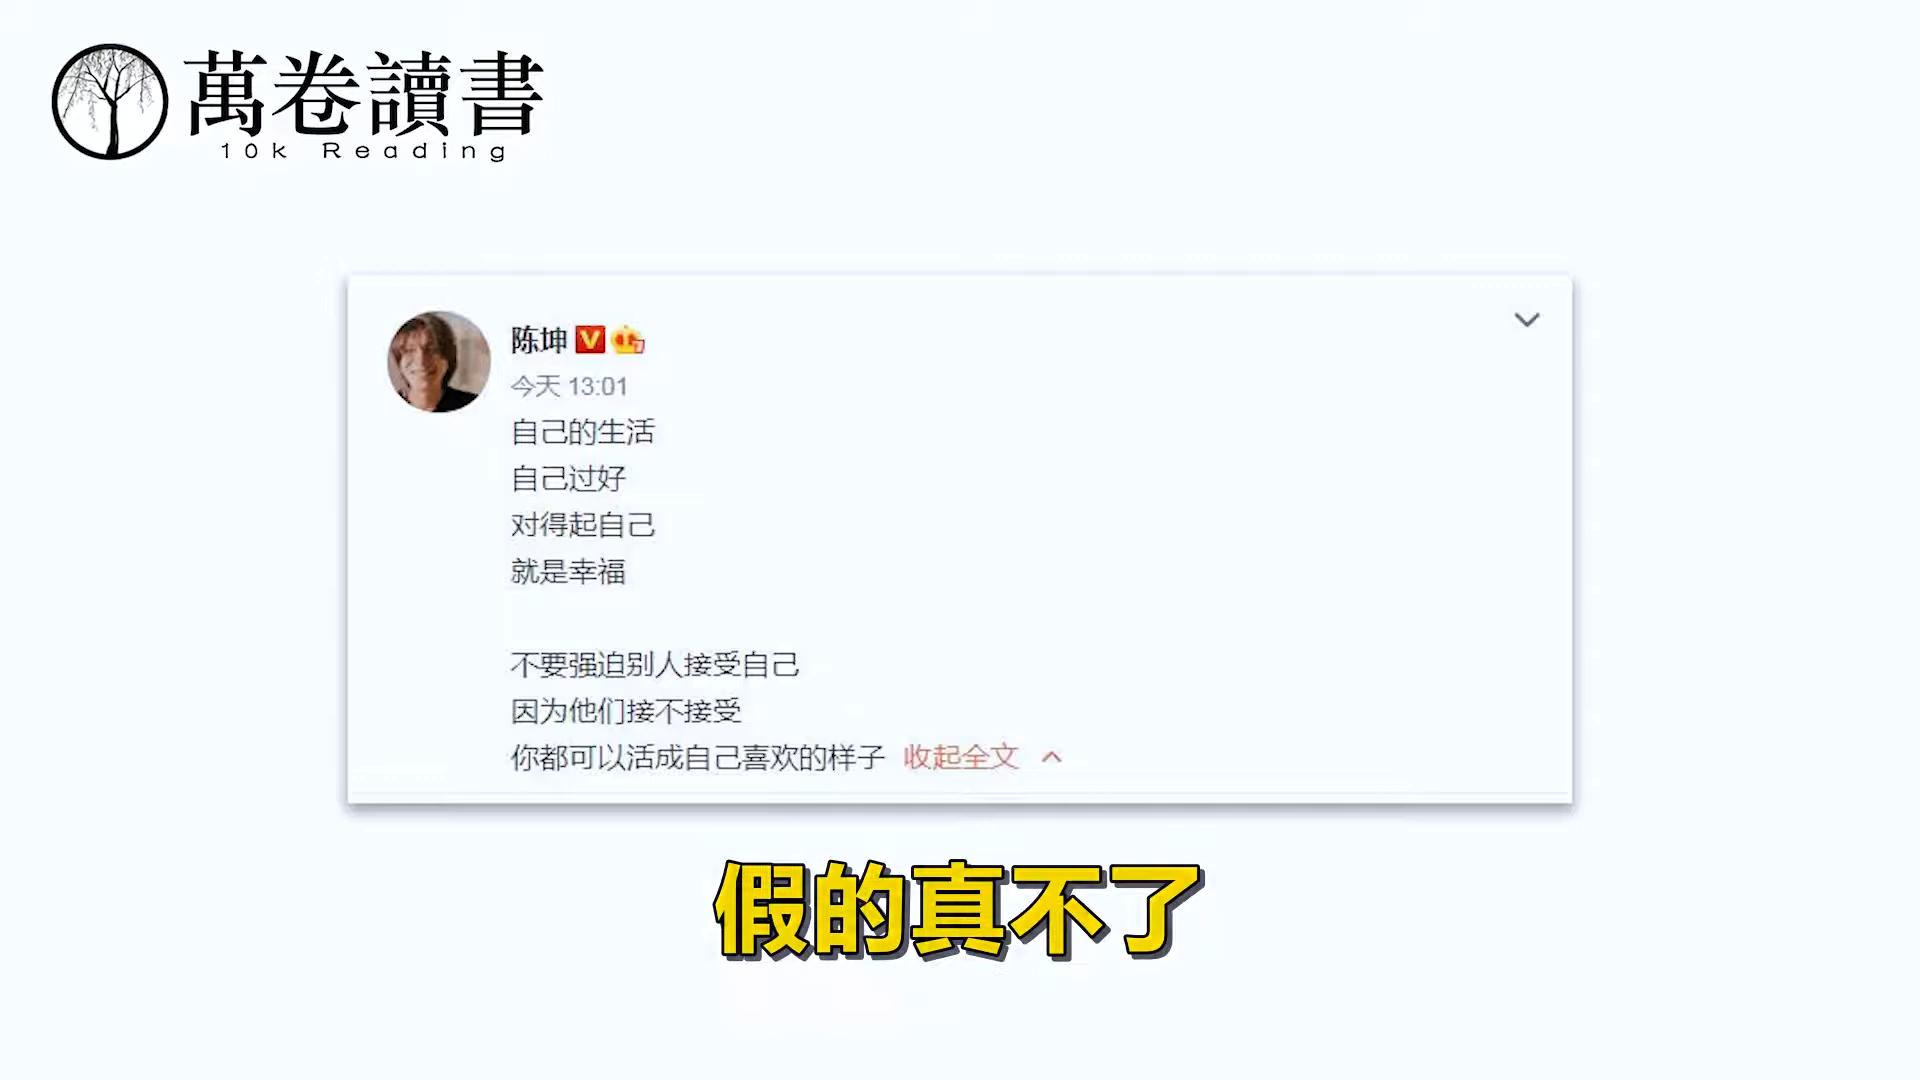 萬卷讀書
10k Reading
陈坤
今天 13:01
自己的生活
自己过好
对得起自己
就是幸福
不要强迫别人接受自己
因为他们接不接受
你都可以活成自己喜欢的样子 收起全文
假的真不了